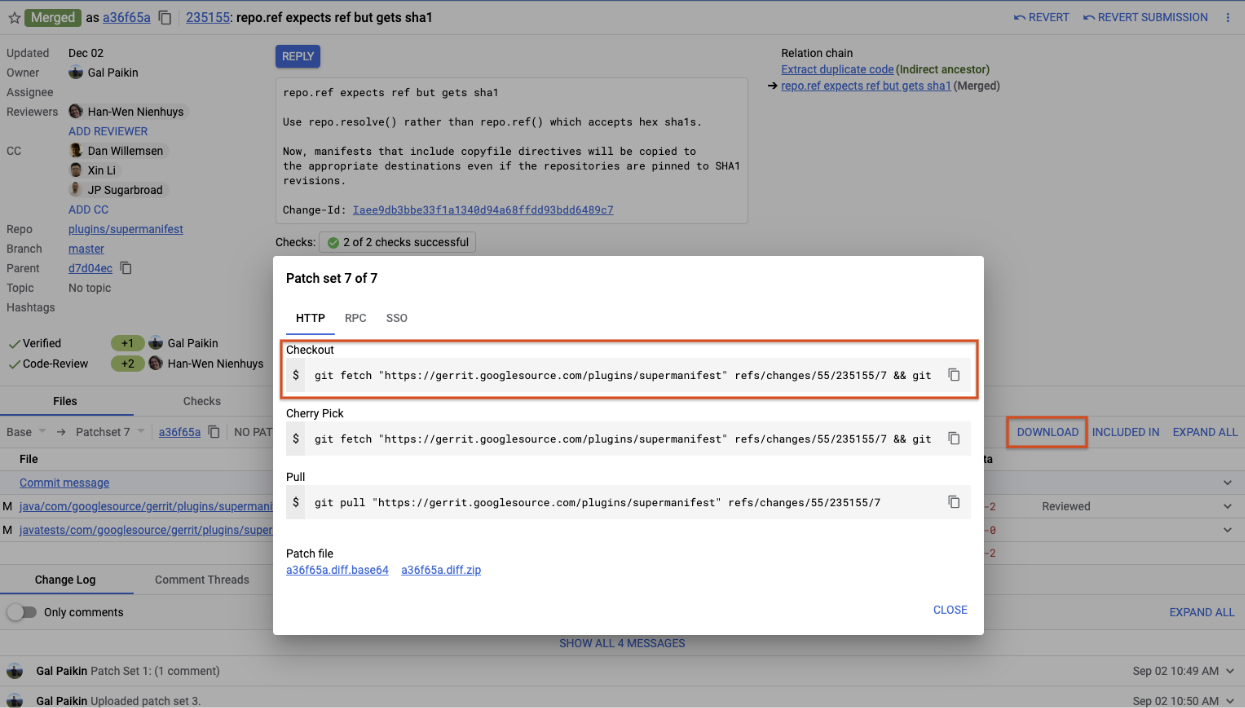 Merged as a36f65a 235155: repo.ref expects ref but gets sha1 REVERT REVERT SUBMISSION
Updated Dec 02
Owner Gal Paikin
Assignee
Reviewers Han-Wen Nienhuys
ADD REVIEWER
CC Dan Willemsen
Xin Li
JP Sugarbroad
ADD CC
Repo plugins/supermanifest
Branch master
Parent d7d04ec
Topic No topic
Hashtags
Verified +1 Gal Paikin
Code-Review +2 Han-Wen Nienhuys
REPLY
repo.ref expects ref but gets sha1
Use repo.resolve() rather than repo.ref() which accepts hex sha1s.
Now, manifests that include copyfile directives will be copied to
the appropriate destinations even if the repositories are pinned to SHA1
revisions.
Change-Id: Iaee9db3bbe33f1a1340d94a68ffdd93bdd6489c7
Checks: 2 of 2 checks successful
Relation chain
Extract duplicate code (Indirect ancestor)
→ repo.ref expects ref but gets sha1 (Merged)
Patch set 7 of 7
HTTP RPC SSO
Checkout
$ git fetch "https://gerrit.googlesource.com/plugins/supermanifest" refs/changes/55/235155/7 && git
Cherry Pick
$ git fetch "https://gerrit.googlesource.com/plugins/supermanifest" refs/changes/55/235155/7 && git
Pull
$ git pull "https://gerrit.googlesource.com/plugins/supermanifest" refs/changes/55/235155/7
Patch file
a36f65a.diff.base64 a36f65a.diff.zip
CLOSE
Files Checks
Base → Patchset 7 a36f65a NO PAT DOWNLOAD INCLUDED IN EXPAND ALL
File ta
Commit message
M java/com/googlesource/gerrit/plugins/supermani -2 Reviewed
M javatests/com/googlesource/gerrit/plugins/super -0
-2
Change Log Comment Threads
Only comments EXPAND ALL
SHOW ALL 4 MESSAGES
Gal Paikin Patch Set 1: (1 comment) Sep 02 10:49 AM
Gal Paikin Uploaded patch set 3. Sep 02 10:50 AM